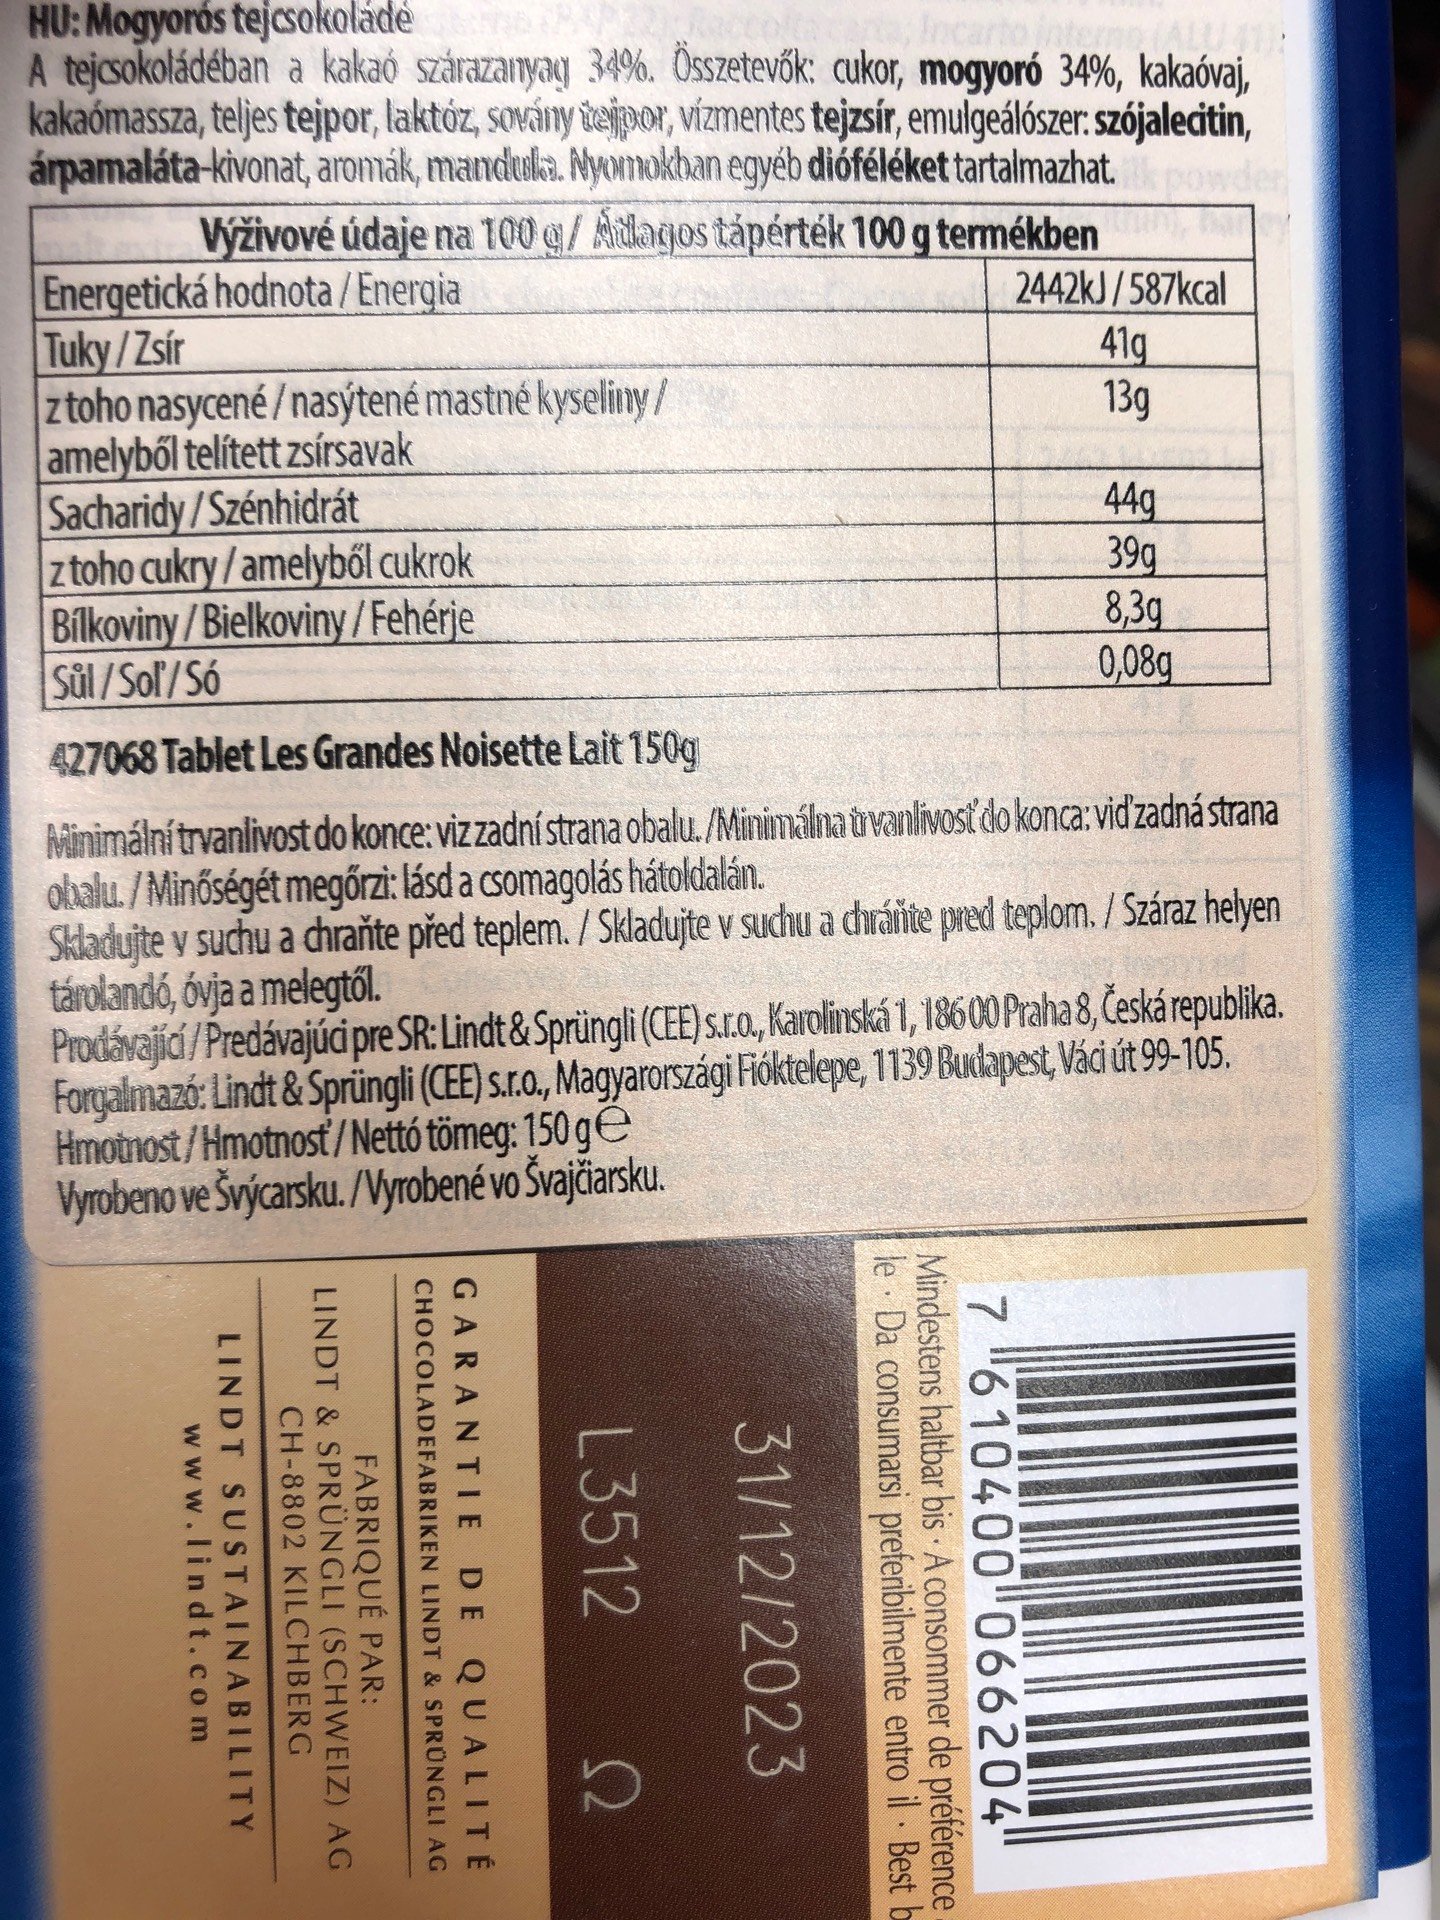 HU: Mogyorós tejcsokoládé
A tejcsokoládéban a kakaó szárazanyag 34%. Összetevők: cukor, mogyoró 34%, kakaóvaj,
kakaómassza, teljes tejpor, laktóz, sovány tejpor, vízmentes tejzsír, emulgeálószer: szójalecitin,
árpamaláta-kivonat, aromák, mandula. Nyomokban egyéb dióféléket tartalmazhat.
Výživové údaje na 100 g / Átlagos tápérték 100 g termékben
Energetická hodnota / Energia 2442kJ / 587kcal
Tuky / Zsír 41g
z toho nasycené / nasýtené mastné kyseliny / 13g
amelyből telített zsírsavak
Sacharidy / Szénhidrát 44g
z toho cukry / amelyből cukrok 39g
Bílkoviny / Bielkoviny / Fehérje 8,3g
Sůl / Soľ / Só 0,08g
427068 Tablet Les Grandes Noisette Lait 150g
Minimální trvanlivost do konce: viz zadní strana obalu. /Minimálna trvanlivosť do konca: viď zadná strana
obalu. / Minőségét megőrzi: lásd a csomagolás hátoldalán.
Skladujte v suchu a chraňte před teplem. / Skladujte v suchu a chráňte pred teplom. / Száraz helyen
tárolandó, óvja a melegtől.
Prodávající / Predávajúci pre SR: Lindt & Sprüngli (CEE) s.r.o., Karolinská 1, 186 00 Praha 8, Česká republika.
Forgalmazó: Lindt & Sprüngli (CEE) s.r.o., Magyarországi Fióktelepe, 1139 Budapest, Váci út 99-105.
Hmotnost / Hmotnosť / Nettó tömeg: 150 g e
Vyrobeno ve Švýcarsku. / Vyrobené vo Švajčiarsku.
7 610400 066204
Mindestens haltbar bis · A consommer de préférence
le · Da consumarsi preferibilmente entro il · Best b
31/12/2023
L3512 Ω
GARANTIE DE QUALITÉ
CHOCOLADEFABRIKEN LINDT & SPRÜNGLI AG
FABRIQUÉ PAR:
LINDT & SPRÜNGLI (SCHWEIZ) AG
CH-8802 KILCHBERG
LINDT SUSTAINABILITY
www.lindt.com